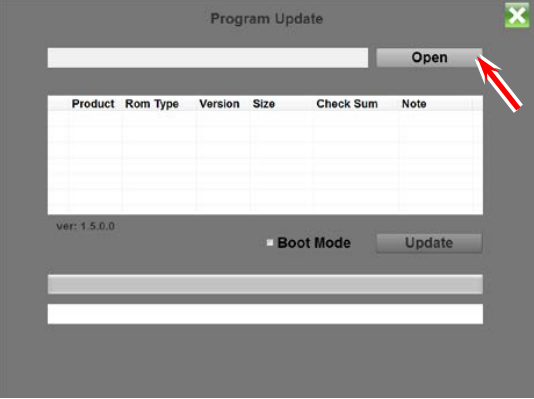 Program Update
Open
Product Rom Type Version Size Check Sum Note
ver: 1.5.0.0
Boot Mode Update